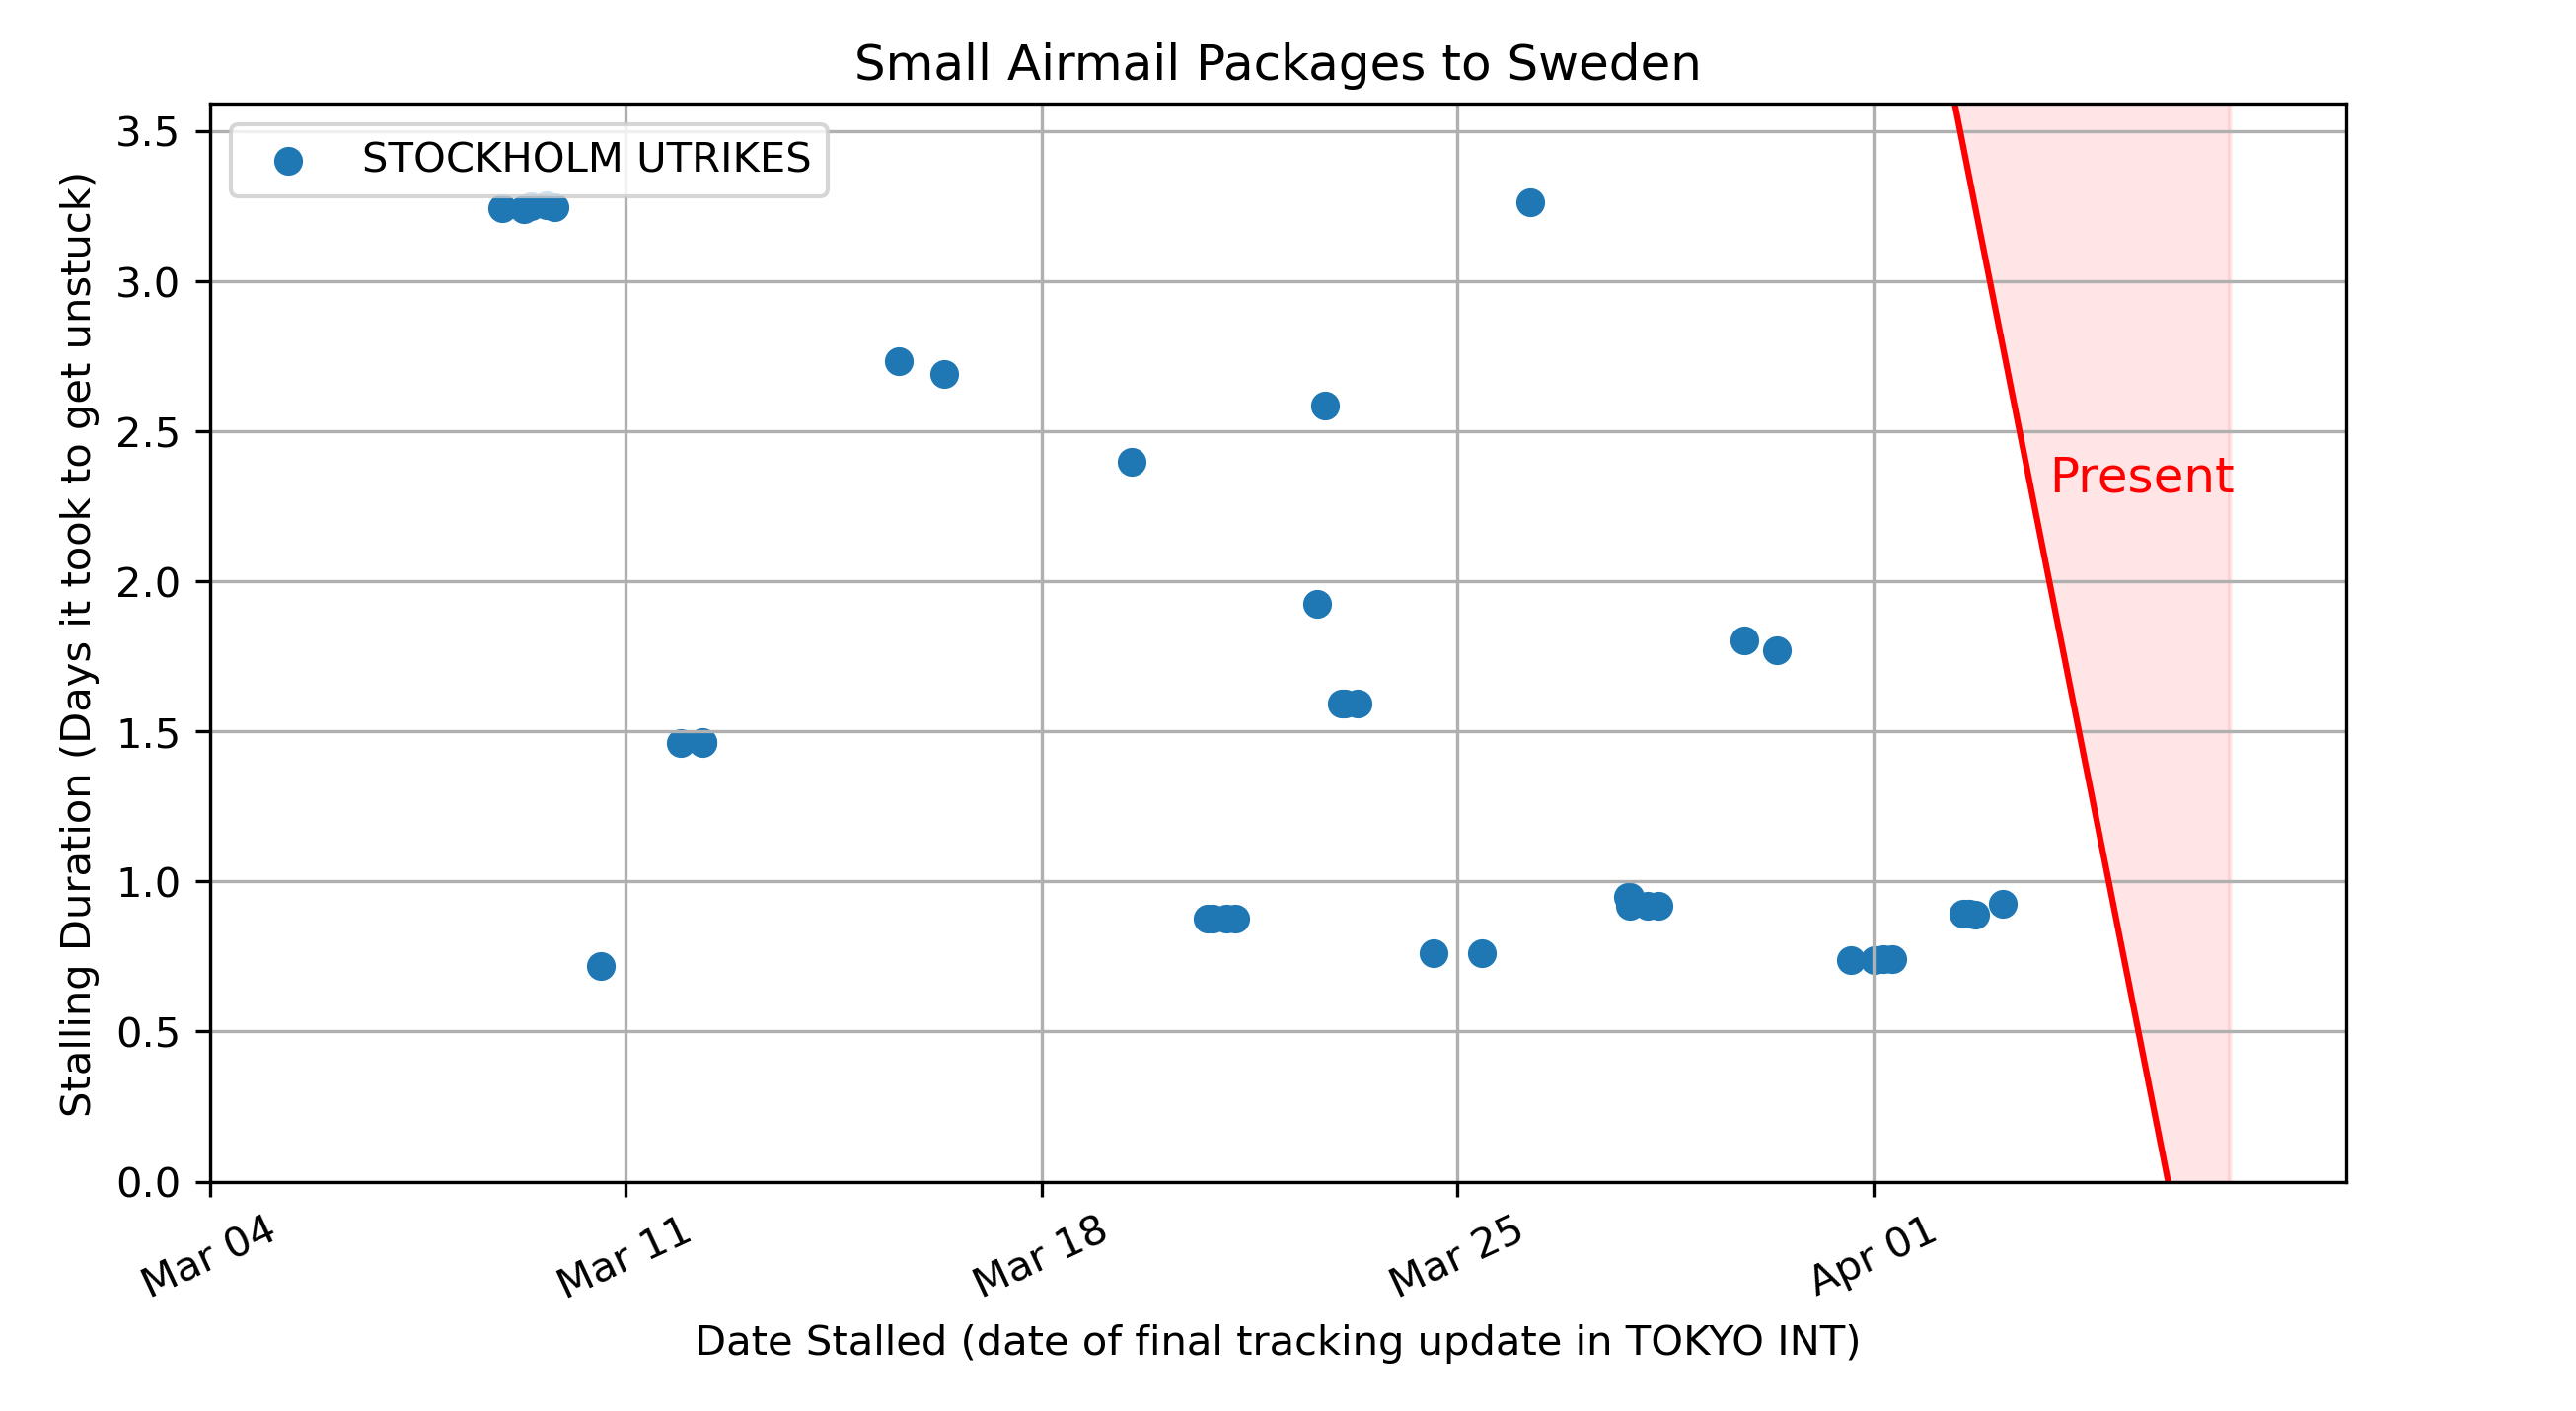 Small Airmail Packages to Sweden
STOCKHOLM UTRIKES
Stalling Duration (Days it took to get unstuck)
3.5
3.0
2.5
2.0
1.5
1.0
0.5
0.0
Present
Mar 04
Mar 11
Mar 18
Mar 25
Apr 01
Date Stalled (date of final tracking update in TOKYO INT)